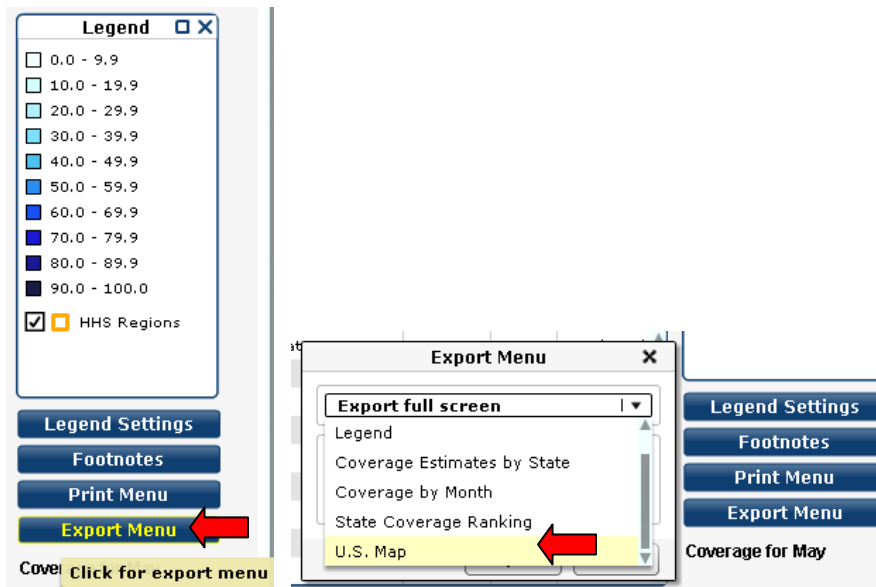 Legend
0.0 - 9.9
10.0 - 19.9
20.0 - 29.9
30.0 - 39.9
40.0 - 49.9
50.0 - 59.9
60.0 - 69.9
70.0 - 79.9
80.0 - 89.9
90.0 - 100.0
HHS Regions
Legend Settings
Footnotes
Print Menu
Export Menu
Click for export menu
Export Menu
Export full screen
Legend
Coverage Estimates by State
Coverage by Month
State Coverage Ranking
U.S. Map
Legend Settings
Footnotes
Print Menu
Export Menu
Coverage for May